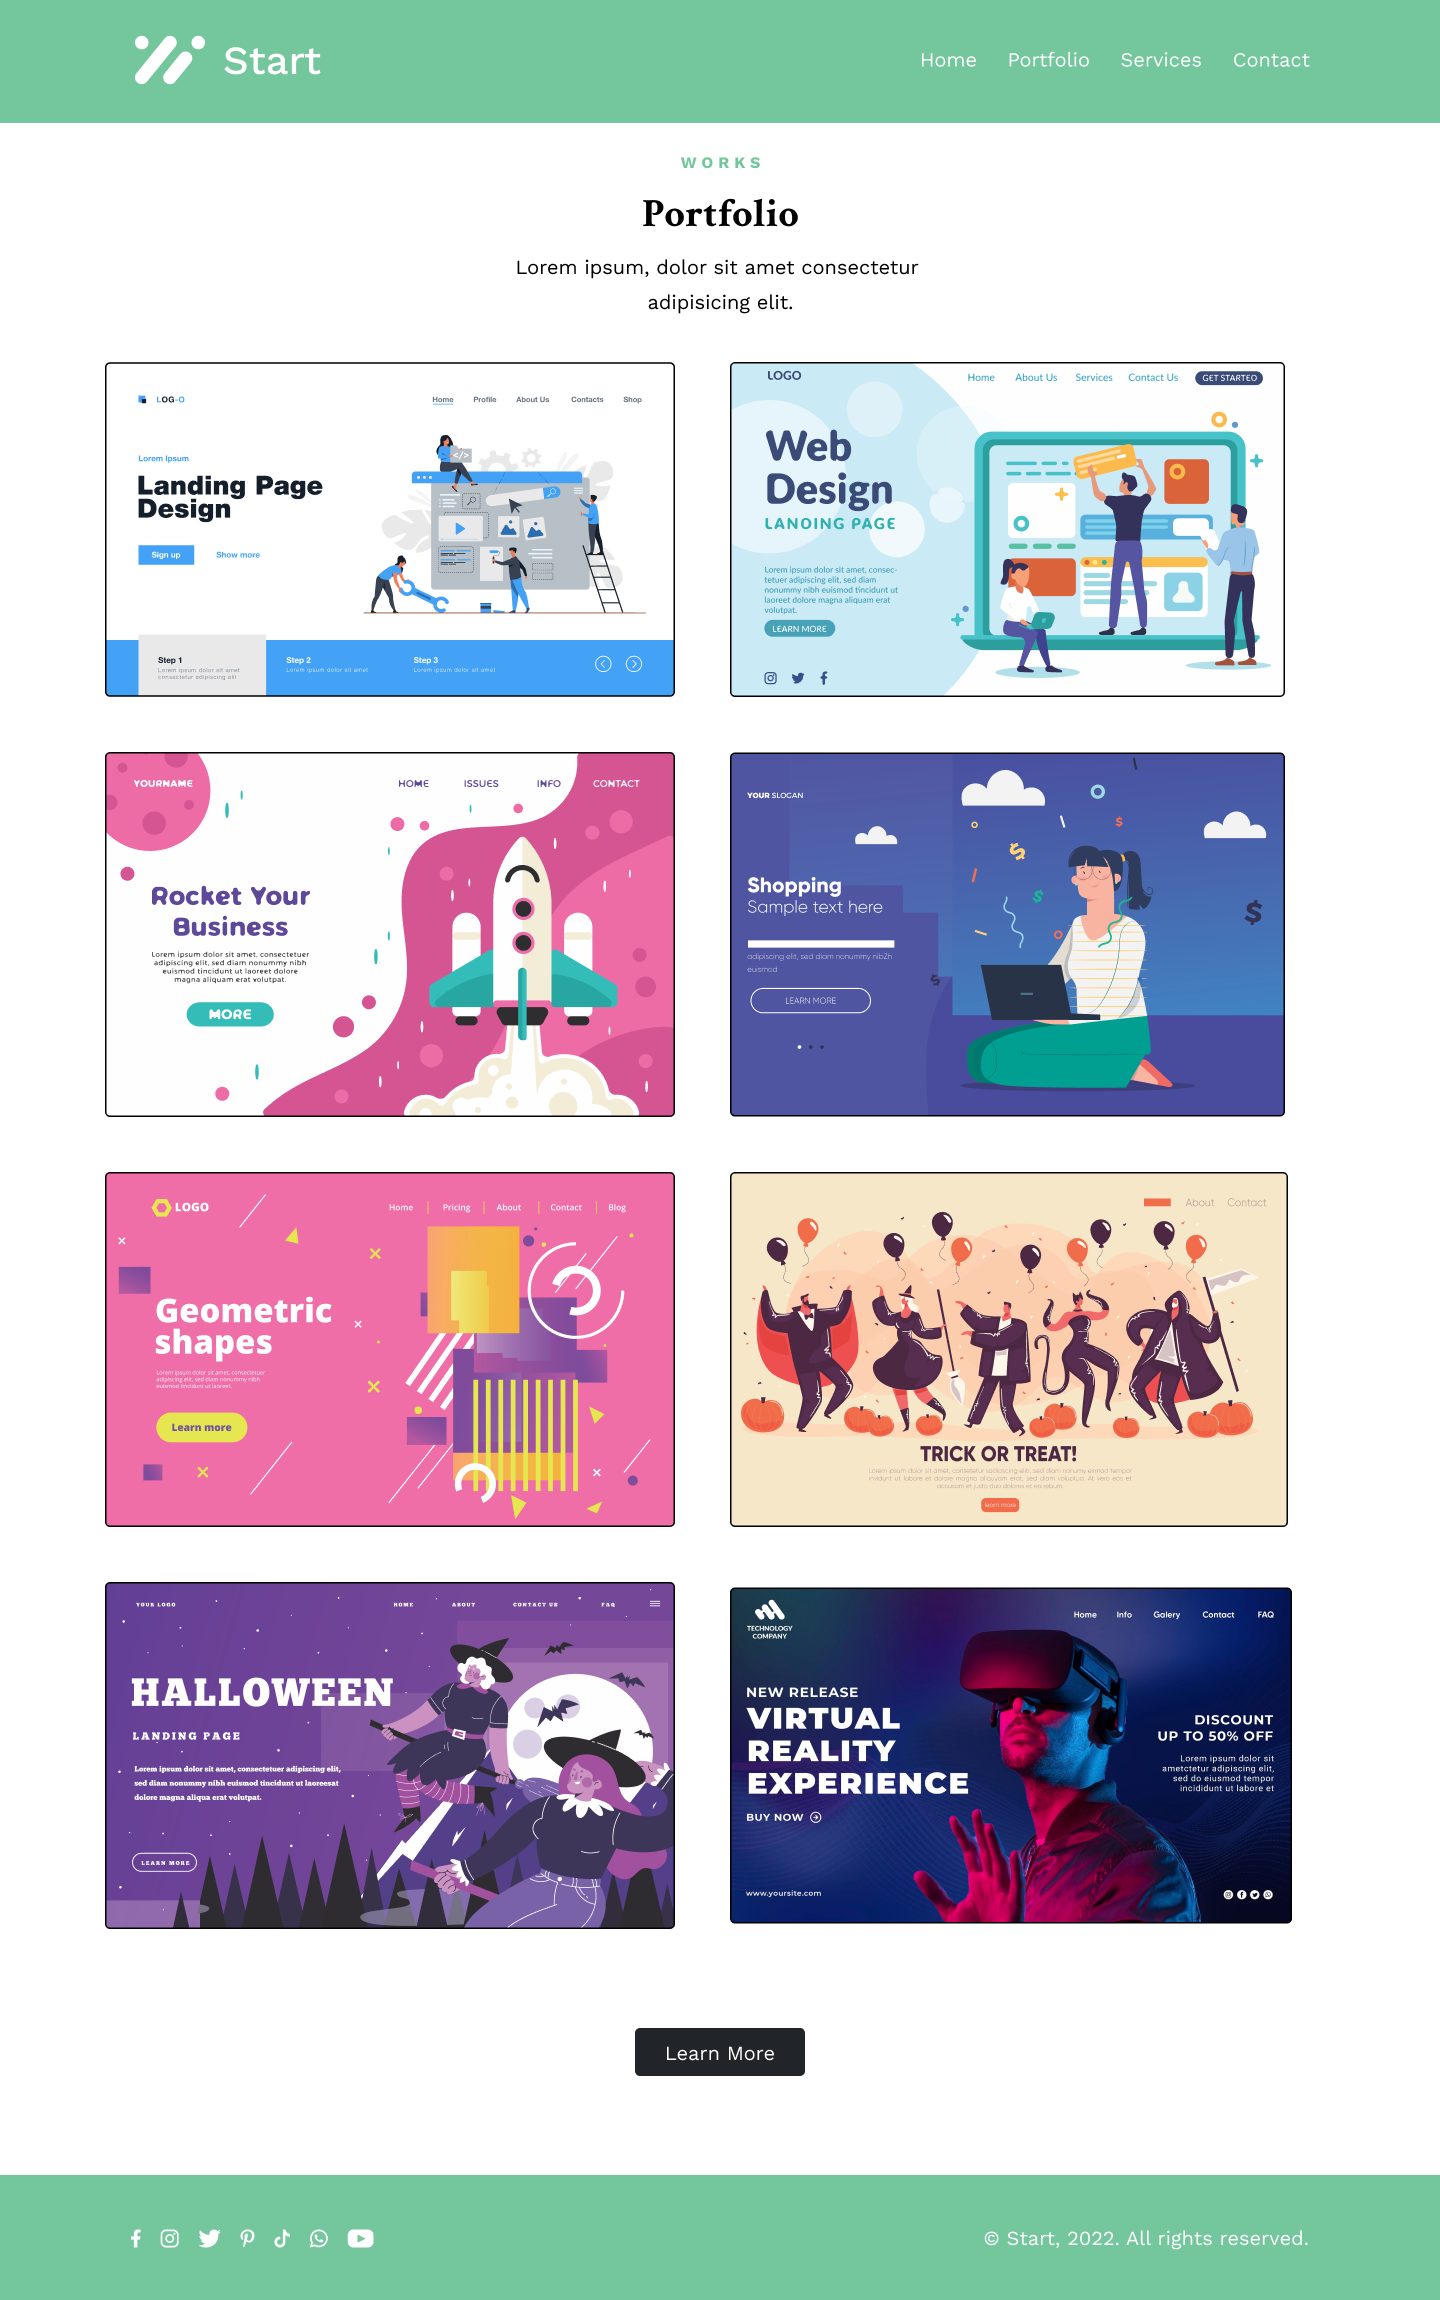 Start
Home Portfolio Services Contact
WORKS
Portfolio
Lorem ipsum, dolor sit amet consectetur
adipisicing elit.
LOG-O
Home Profile About Us Contacts Shop
Lorem Ipsum
Landing Page
Design
Sign up Show more
Step 1
Lorem ipsum dolor sit amet
consectetur adipiscing elit
Step 2
Lorem ipsum dolor sit amet
Step 3
Lorem ipsum dolor sit amet
LOGO
Home About Us Services Contact Us GET STARTEO
Web
Design
LANOING PAGE
Lorem ipsum dolor sit amet, consec-
tetuer adipiscing elit, sed diam
nonummy nibh euismod tincidunt ut
laoreet dolore magna aliquam erat
volutpat.
LEARN MORE
YOURNAME
HOME ISSUES INFO CONTACT
Rocket Your
Business
Lorem ipsum dolor sit amet, consectetuer
adipiscing elit, sed diam nonummy nibh
euismod tincidunt ut laoreet dolore
magna aliquam erat volutpat.
MORE
YOUR SLOGAN
Shopping
Sample text here
adipiscing elit, sed diam nonummy nib2h
euismod
LEARN MORE
LOGO
Home Pricing About Contact Blog
Geometric
shapes
Lorem ipsum dolor sit amet, consectetuer
adipiscing elit, sed diam nonummy nibh
euismod tincidunt ut laoreet.
Learn more
About Contact
TRICK OR TREAT!
learn more
YOUR LOGO
HOME ABOUT CONTACT US FAQ
HALLOWEEN
LANDING PAGE
Lorem ipsum dolor sit amet, consectetuer adipiscing elit,
sed diam nonummy nibh euismod tincidunt ut laoreesat
dolore magna aliqua erat volutpat.
LEARN MORE
TECHNOLOGY
COMPANY
Home Info Galery Contact FAQ
NEW RELEASE
VIRTUAL
REALITY
EXPERIENCE
BUY NOW
www.yoursite.com
DISCOUNT
UP TO 50% OFF
Lorem ipsum dolor sit
ametctetur adipiscing elit,
sed do eiusmod tempor
incididunt ut labore et
Learn More
© Start, 2022. All rights reserved.